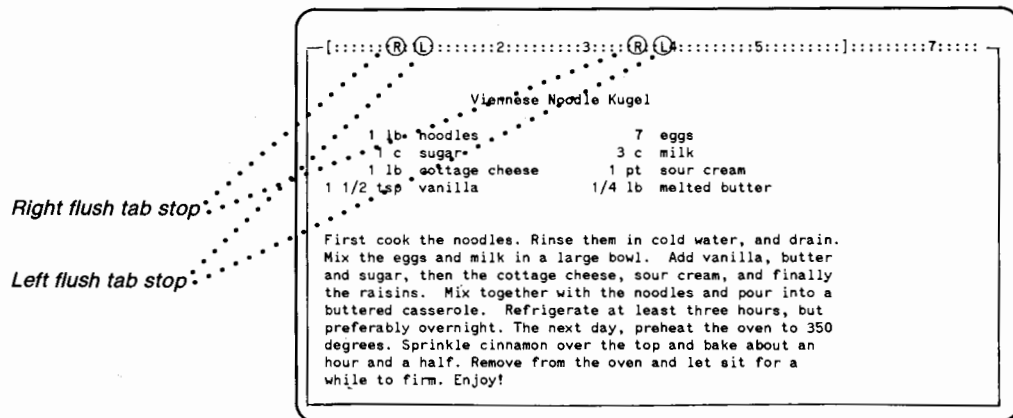 [::::::(R):(L):::::::2:::::::::3::::(R):(L)4:::::::::5:::::::::]:::::::::7:::::
Viennese Noodle Kugel
1 lb noodles 7 eggs
1 c sugar 3 c milk
1 lb cottage cheese 1 pt sour cream
1 1/2 tsp vanilla 1/4 lb melted butter
Right flush tab stop
Left flush tab stop
First cook the noodles. Rinse them in cold water, and drain.
Mix the eggs and milk in a large bowl. Add vanilla, butter
and sugar, then the cottage cheese, sour cream, and finally
the raisins. Mix together with the noodles and pour into a
buttered casserole. Refrigerate at least three hours, but
preferably overnight. The next day, preheat the oven to 350
degrees. Sprinkle cinnamon over the top and bake about an
hour and a half. Remove from the oven and let sit for a
while to firm. Enjoy!